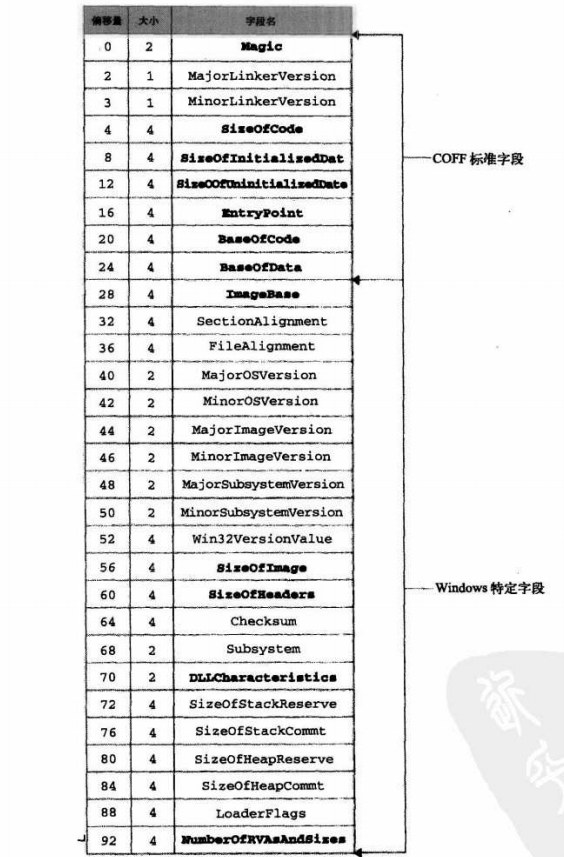 偏移量 大小 字段名
0 2 Magic
2 1 MajorLinkerVersion
3 1 MinorLinkerVersion
4 4 SizeOfCode
8 4 SizeOfInitializedDat
COFF 标准字段
12 4 SizeOOfUninitializedDate
16 4 EntryPoint
20 4 BaseOfCode
24 4 BaseOfData
28 4 ImageBase
32 4 SectionAlignment
36 4 FileAlignment
40 2 MajorOSVersion
42 2 MinorOSVersion
44 2 MajorImageVersion
46 2 MinorImageVersion
48 2 MajorSubsystemVersion
50 2 MinorSubsystemVersion
52 4 Win32VersionValue
56 4 SizeOfImage
60 4 SizeOfHeaders
Windows 特定字段
64 4 Checksum
68 2 Subsystem
70 2 DLLCharacteristics
72 4 SizeOfStackReserve
76 4 SizeOfStackCommt
80 4 SizeOfHeapReserve
84 4 SizeOfHeapCommt
88 4 LoaderFlags
92 4 NumberOfRVAsAndSizes